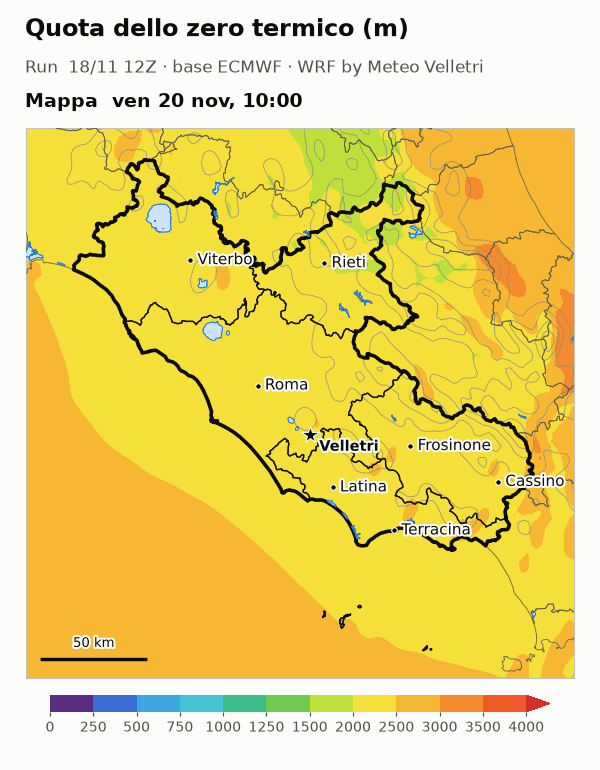 Quota dello zero termico (m)
Run  18/11 12Z · base ECMWF · WRF by Meteo Velletri
Mappa  ven 20 nov, 10:00
Viterbo
Rieti
Roma
Velletri
Frosinone
Latina
Cassino
Terracina
50 km
0 250 500 750 1000 1250 1500 2000 2500 3000 3500 4000